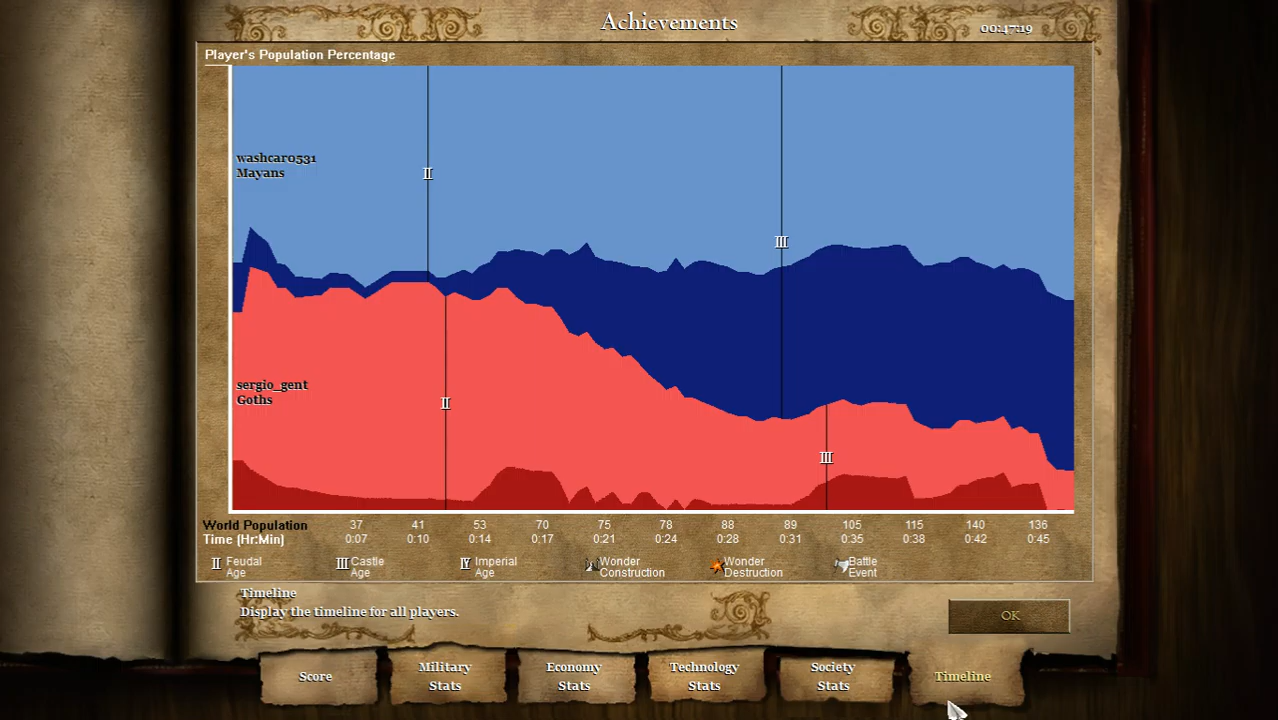 Achievements
00:47:19
Player's Population Percentage
washcar0531
Mayans
II
III
sergio_gent
Goths
II
III
World Population 37 41 53 70 75 78 88 89 105 115 140 136
Time (Hr:Min) 0:07 0:10 0:14 0:17 0:21 0:24 0:28 0:31 0:35 0:38 0:42 0:45
II Feudal Age
III Castle Age
IV Imperial Age
Wonder Construction
Wonder Destruction
Battle Event
Timeline
Display the timeline for all players.
OK
Score
Military Stats
Economy Stats
Technology Stats
Society Stats
Timeline